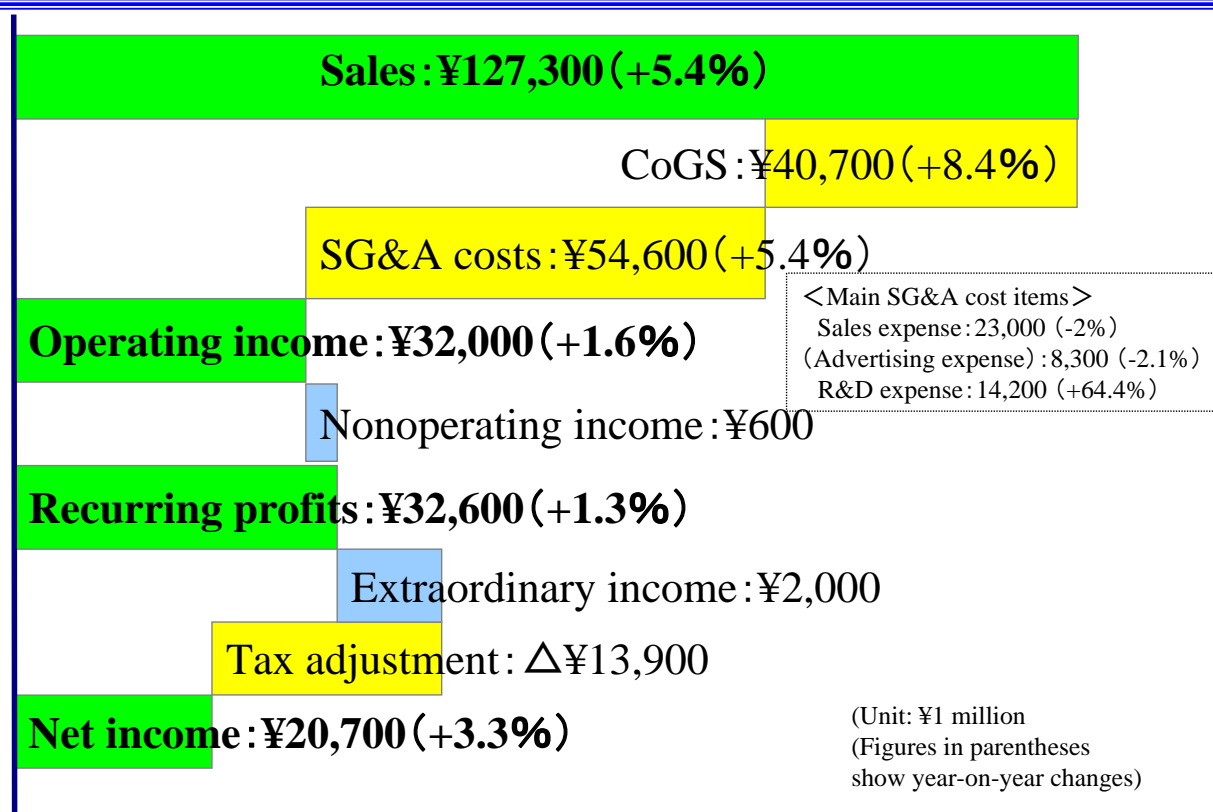 Sales:¥127,300(+5.4%)
CoGS:¥40,700(+8.4%)
SG&A costs:¥54,600(+5.4%)
<Main SG&A cost items>
Sales expense:23,000 (-2%)
(Advertising expense):8,300 (-2.1%)
R&D expense:14,200 (+64.4%)
Operating income:¥32,000(+1.6%)
Nonoperating income:¥600
Recurring profits:¥32,600(+1.3%)
Extraordinary income:¥2,000
Tax adjustment:△¥13,900
Net income:¥20,700(+3.3%)
(Unit: ¥1 million
(Figures in parentheses
show year-on-year changes)